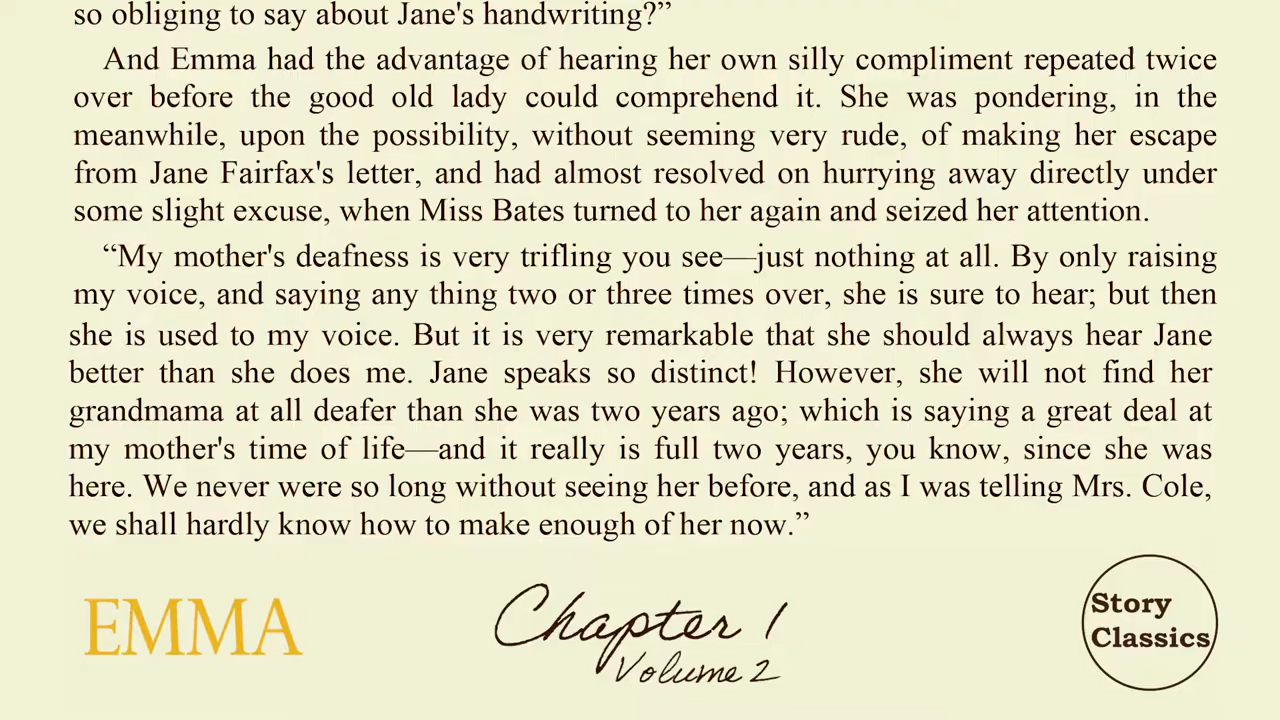 so obliging to say about Jane's handwriting?”
And Emma had the advantage of hearing her own silly compliment repeated twice
over before the good old lady could comprehend it. She was pondering, in the
meanwhile, upon the possibility, without seeming very rude, of making her escape
from Jane Fairfax's letter, and had almost resolved on hurrying away directly under
some slight excuse, when Miss Bates turned to her again and seized her attention.
“My mother's deafness is very trifling you see—just nothing at all. By only raising
my voice, and saying any thing two or three times over, she is sure to hear; but then
she is used to my voice. But it is very remarkable that she should always hear Jane
better than she does me. Jane speaks so distinct! However, she will not find her
grandmama at all deafer than she was two years ago; which is saying a great deal at
my mother's time of life—and it really is full two years, you know, since she was
here. We never were so long without seeing her before, and as I was telling Mrs. Cole,
we shall hardly know how to make enough of her now.”
EMMA
Chapter 1
Volume 2
Story
Classics